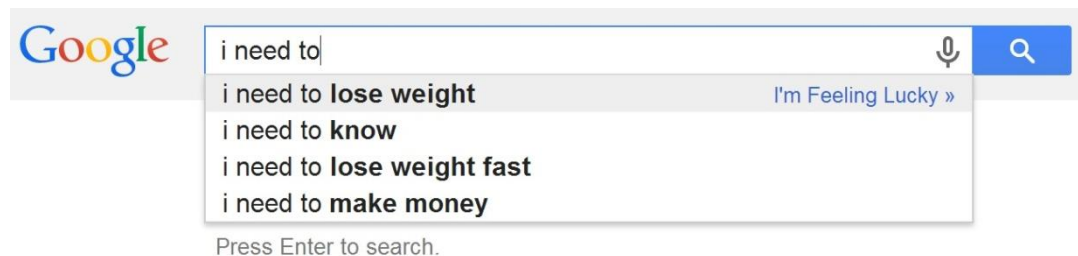 Google i need to
i need to lose weight I'm Feeling Lucky »
i need to know
i need to lose weight fast
i need to make money
Press Enter to search.